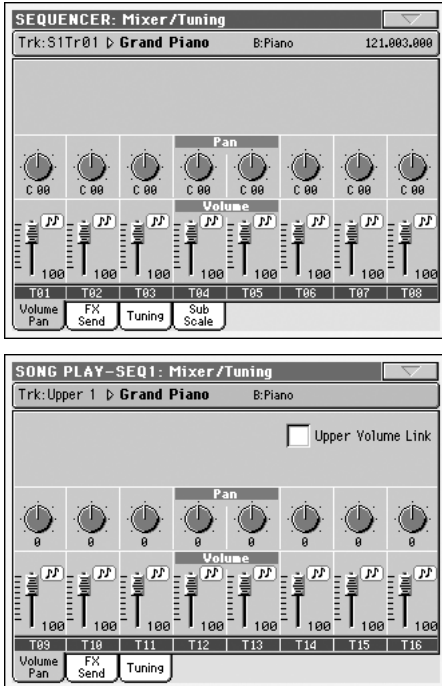 SEQUENCER: Mixer/Tuning
Trk:S1Tr01 ▷ Grand Piano B:Piano 121.003.000
Pan
C 00 C 00 C 00 C 00 C 00 C 00 C 00 C 00
Volume
100 100 100 100 100 100 100 100
T01 T02 T03 T04 T05 T06 T07 T08
Volume Pan FX Send Tuning Sub Scale
SONG PLAY-SEQ1: Mixer/Tuning
Trk:Upper 1 ▷ Grand Piano B:Piano
Upper Volume Link
Pan
0 0 0 0 0 0 0 0
Volume
100 100 100 100 100 100 100 100
T09 T10 T11 T12 T13 T14 T15 T16
Volume Pan FX Send Tuning